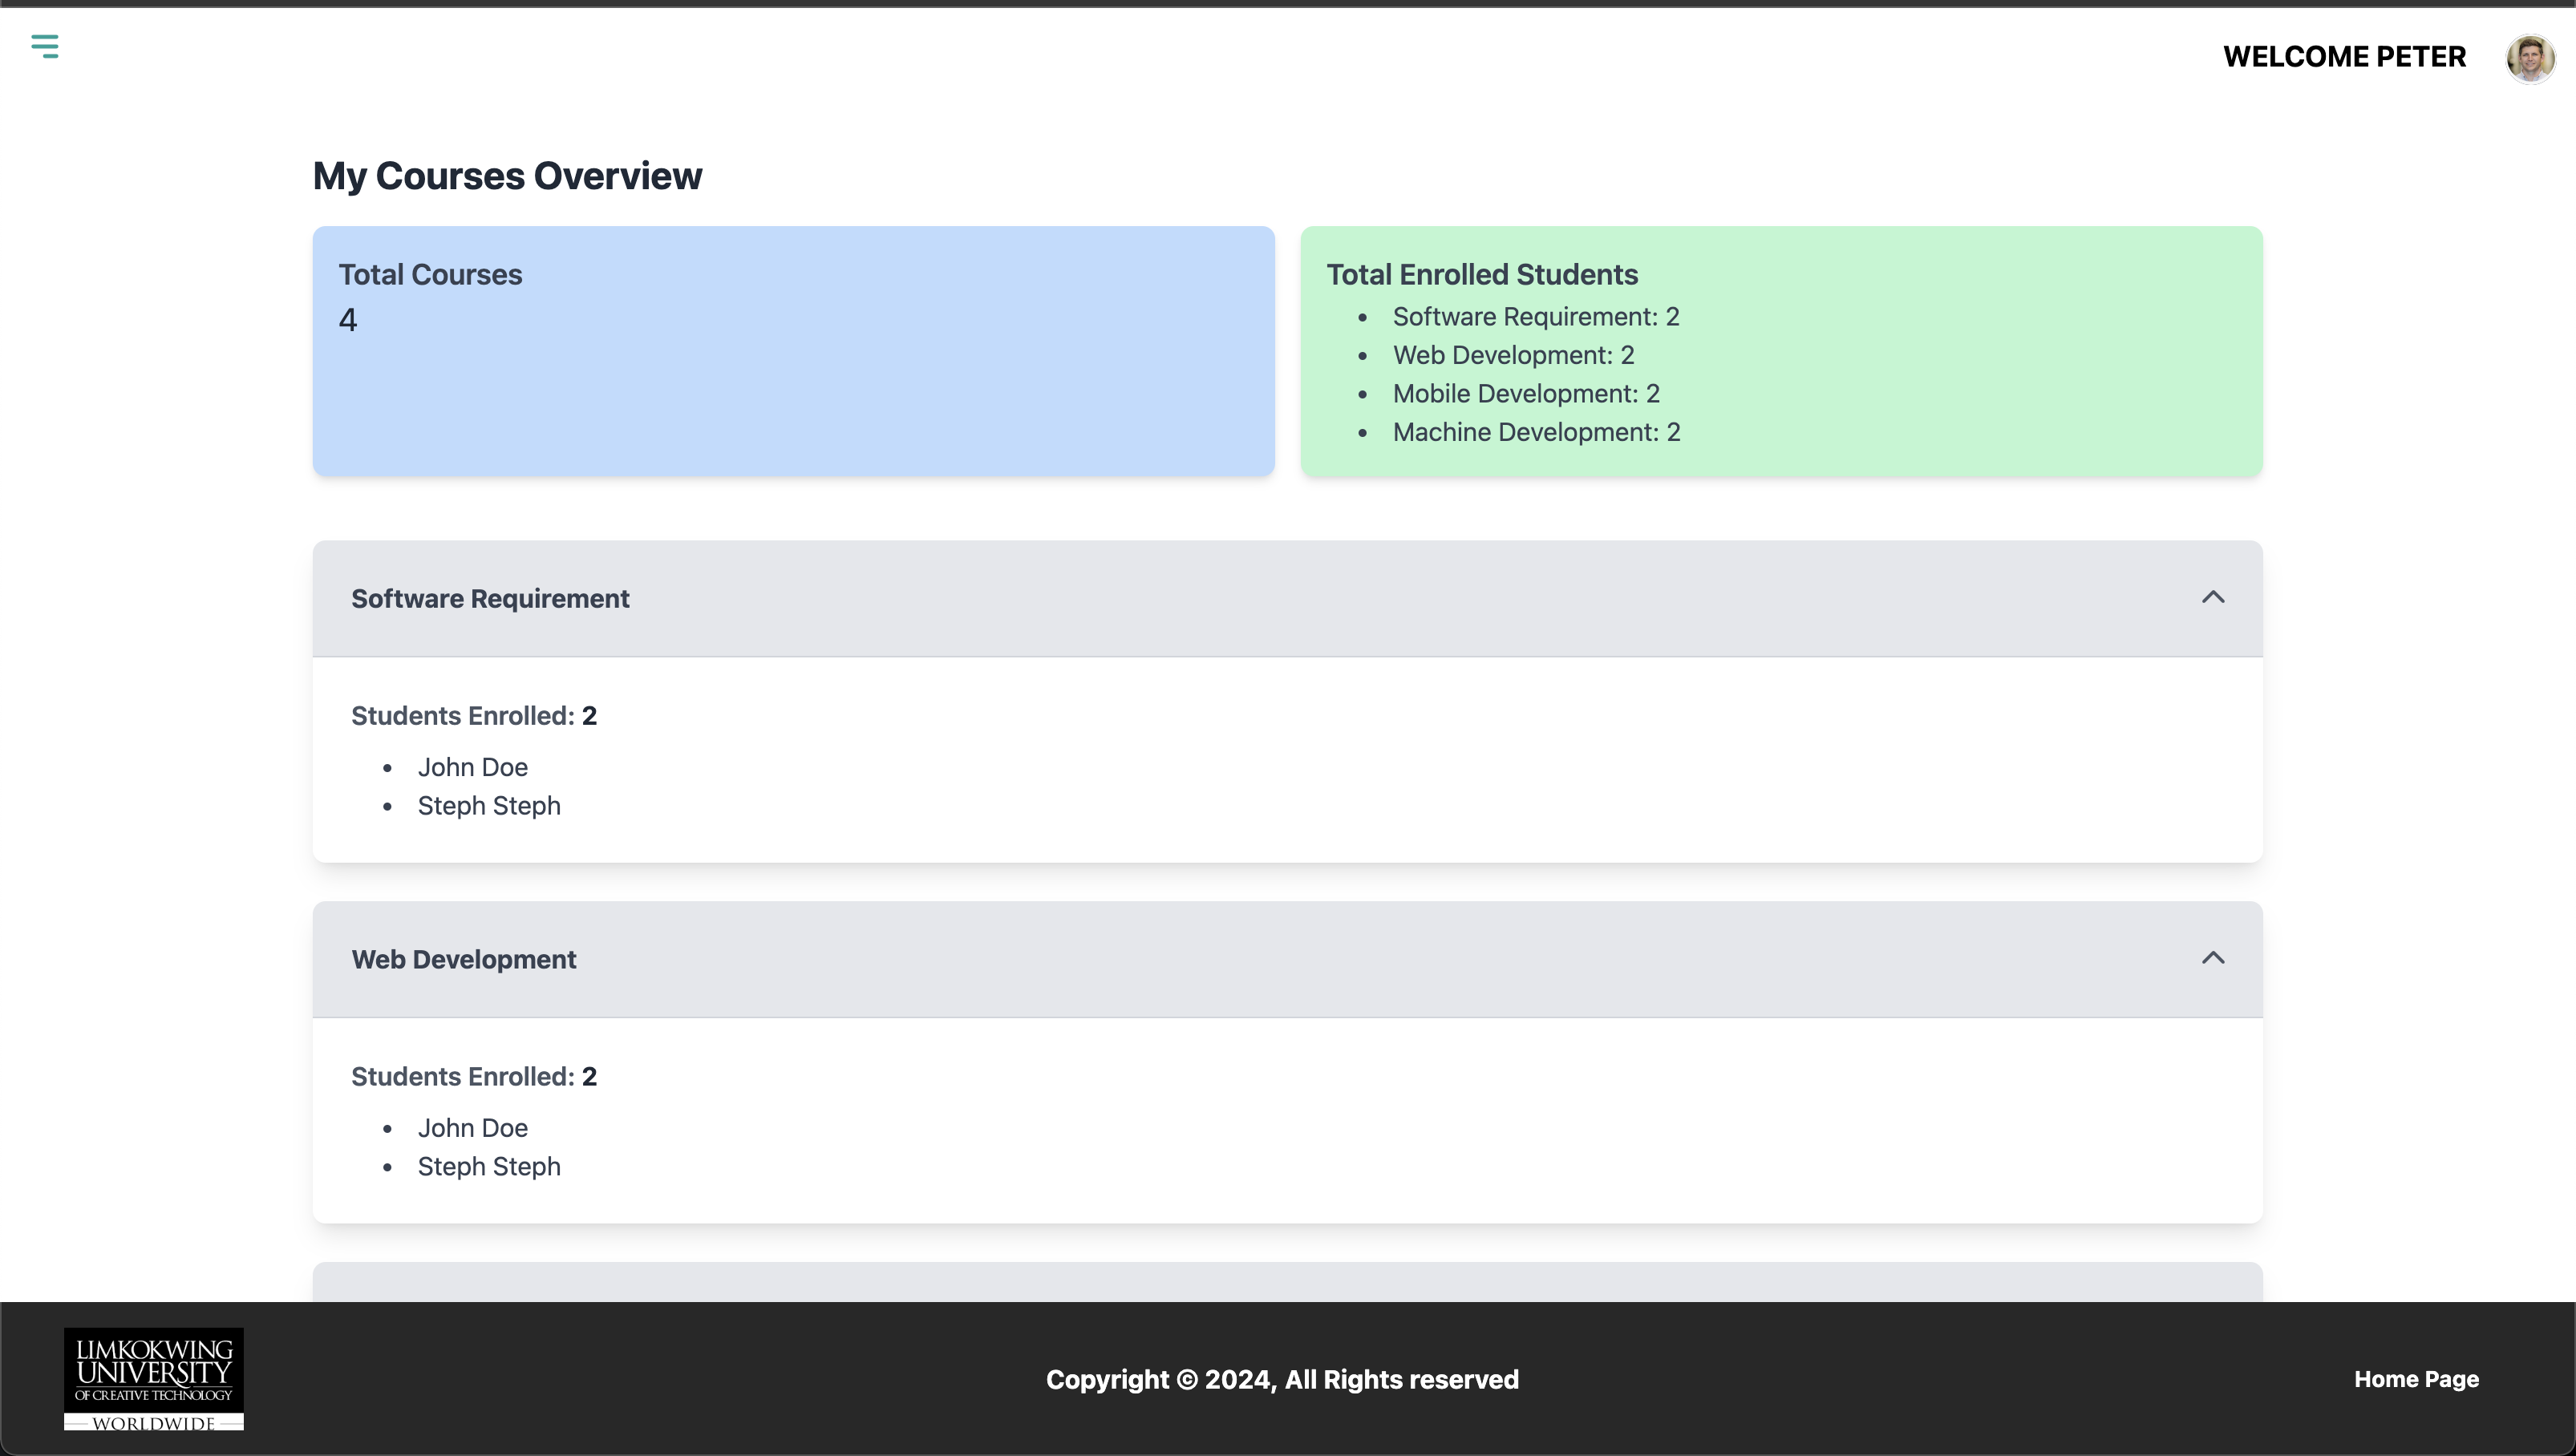 WELCOME PETER
My Courses Overview
Total Courses
4
Total Enrolled Students
Software Requirement: 2
Web Development: 2
Mobile Development: 2
Machine Development: 2
Software Requirement
Students Enrolled: 2
John Doe
Steph Steph
Web Development
Students Enrolled: 2
John Doe
Steph Steph
LIMKOKWING
UNIVERSITY
OF CREATIVE TECHNOLOGY
WORLDWIDE
Copyright © 2024, All Rights reserved
Home Page